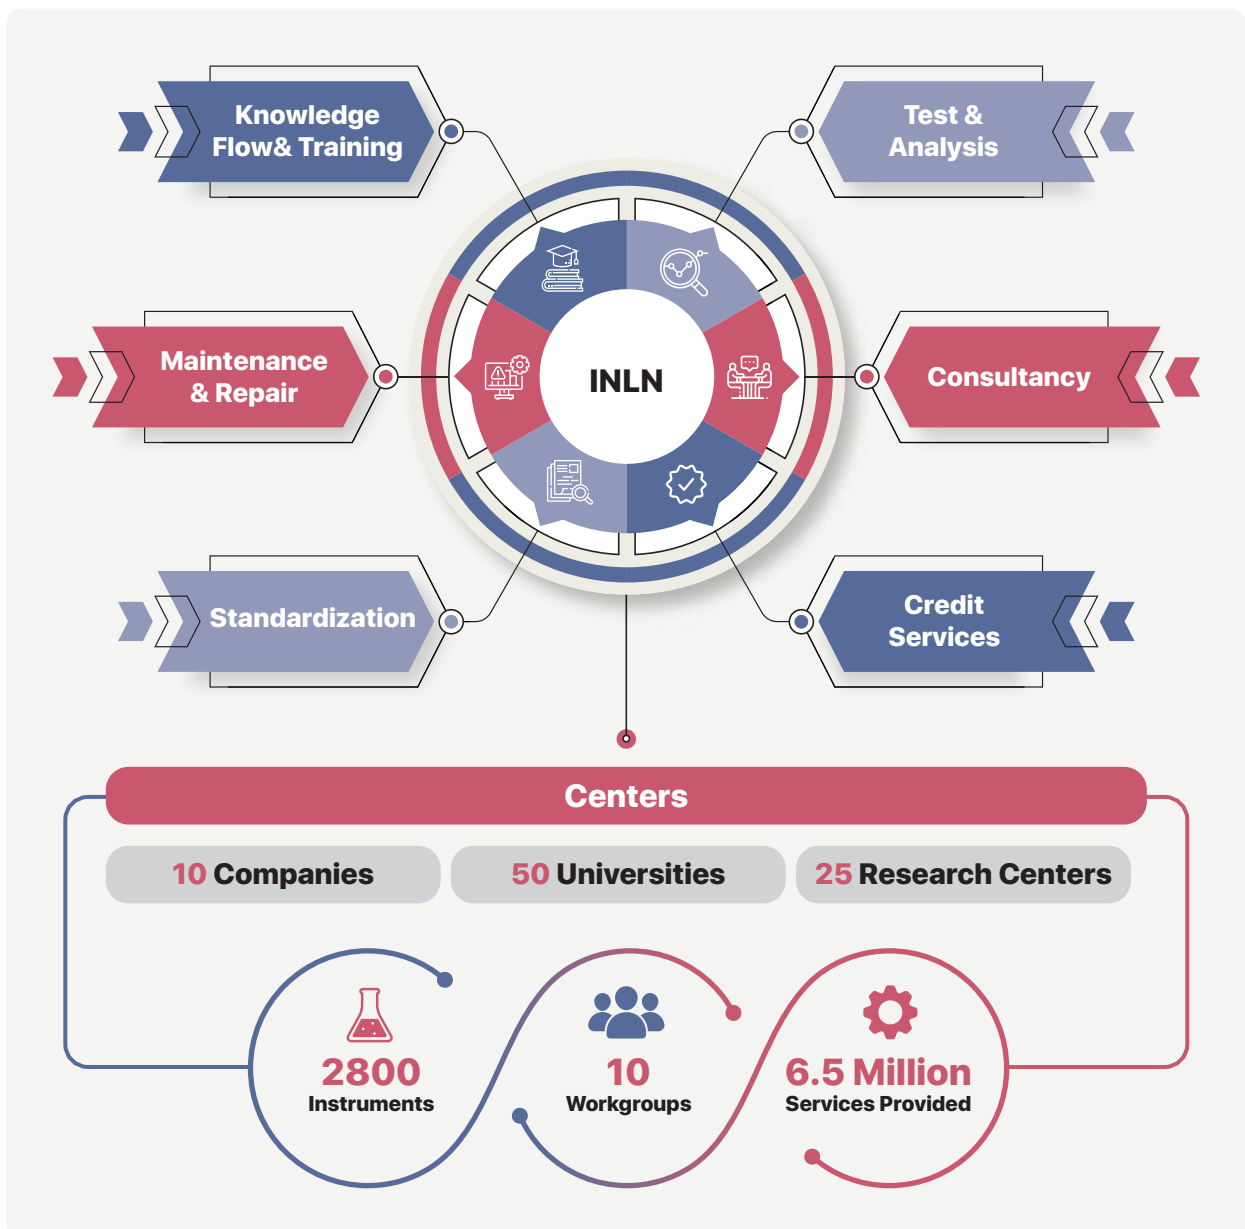 Knowledge
Flow& Training
Test &
Analysis
Maintenance
& Repair
INLN
Consultancy
Standardization
Credit
Services
Centers
10 Companies
50 Universities
25 Research Centers
2800
Instruments
10
Workgroups
6.5 Million
Services Provided